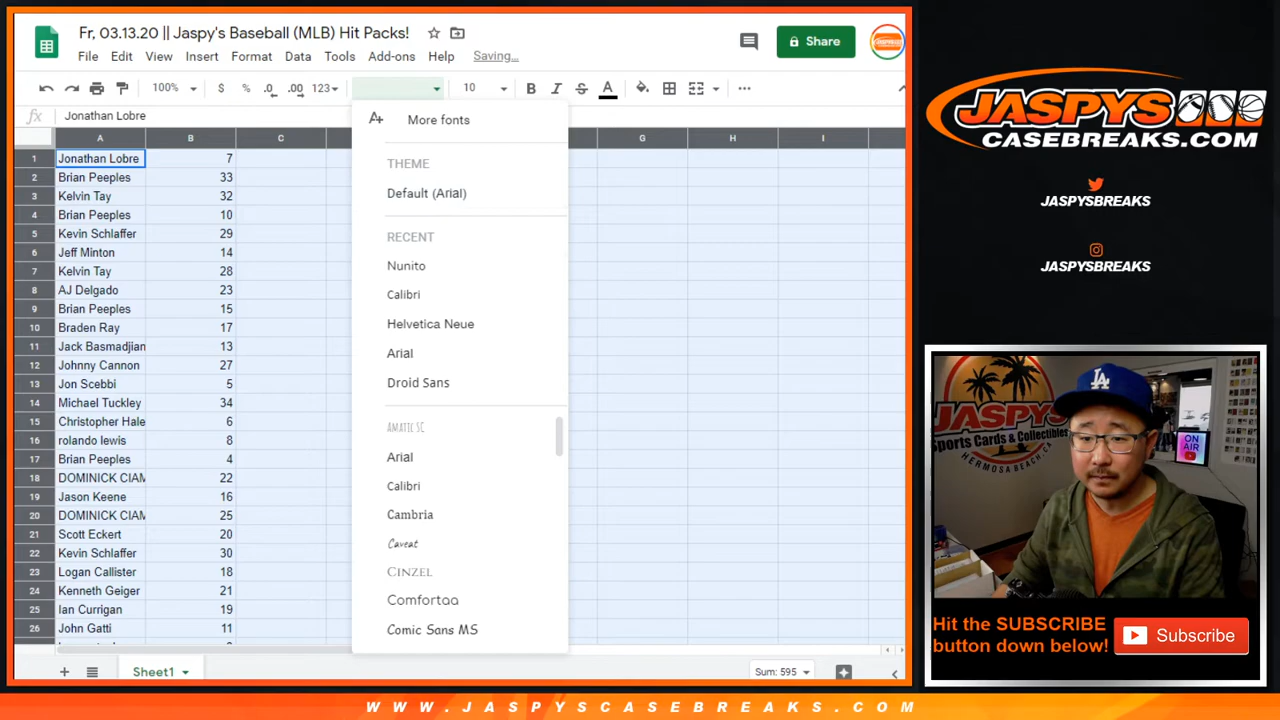 Fr, 03.13.20 || Jaspy's Baseball (MLB) Hit Packs!
File Edit View Insert Format Data Tools Add-ons Help Saving...
Share
100% $ % .0 .00 123 10 B I S A
fx Jonathan Lobre
A B C G H I
1 Jonathan Lobre 7
2 Brian Peeples 33
3 Kelvin Tay 32
4 Brian Peeples 10
5 Kevin Schlaffer 29
6 Jeff Minton 14
7 Kelvin Tay 28
8 AJ Delgado 23
9 Brian Peeples 15
10 Braden Ray 17
11 Jack Basmadjian 13
12 Johnny Cannon 27
13 Jon Scebbi 5
14 Michael Tuckley 34
15 Christopher Hale 6
16 rolando lewis 8
17 Brian Peeples 4
18 DOMINICK CIAM 22
19 Jason Keene 16
20 DOMINICK CIAM 25
21 Scott Eckert 20
22 Kevin Schlaffer 30
23 Logan Callister 18
24 Kenneth Geiger 21
25 Ian Currigan 19
26 John Gatti 11
More fonts
THEME
Default (Arial)
RECENT
Nunito
Calibri
Helvetica Neue
Arial
Droid Sans
AMATIC SC
Arial
Calibri
Cambria
Caveat
CINZEL
Comfortaa
Comic Sans MS
Sheet1
Sum: 595
JASPYS
CASEBREAKS.COM
JASPYSBREAKS
JASPYSBREAKS
JASPYS
Sports Cards & Collectibles
HERMOSA BEACH, CA
LA
ON
AIR
Hit the SUBSCRIBE
button down below!
Subscribe
WWW.JASPYSCASEBREAKS.COM